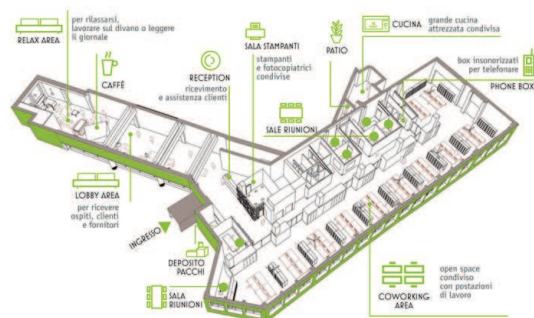 RELAX AREA
per rilassarsi,
lavorare sul divano o leggere
il giornale
CAFFÈ
RECEPTION
ricevimento
e assistenza clienti
SALA STAMPANTI
stampanti
e fotocopiatrici
condivise
PATIO
CUCINA
grande cucina
attrezzata condivisa
box insonorizzati
per telefonare
PHONE BOX
SALE RIUNIONI
LOBBY AREA
per ricevere
ospiti, clienti
e fornitori
INGRESSO
DEPOSITO
PACCHI
SALA
RIUNIONI
open space
condiviso
con postazioni
di lavoro
COWORKING
AREA